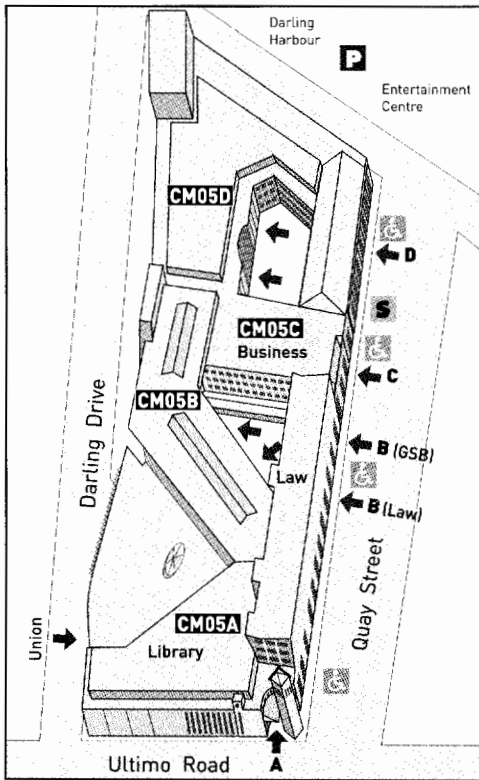 Darling
Harbour
P
Entertainment
Centre
CM05D
D
S
CM05C
Business
C
CM05B
Darling Drive
B (GSB)
Law
B (Law)
Quay Street
CM05A
Library
Union
Ultimo Road
A